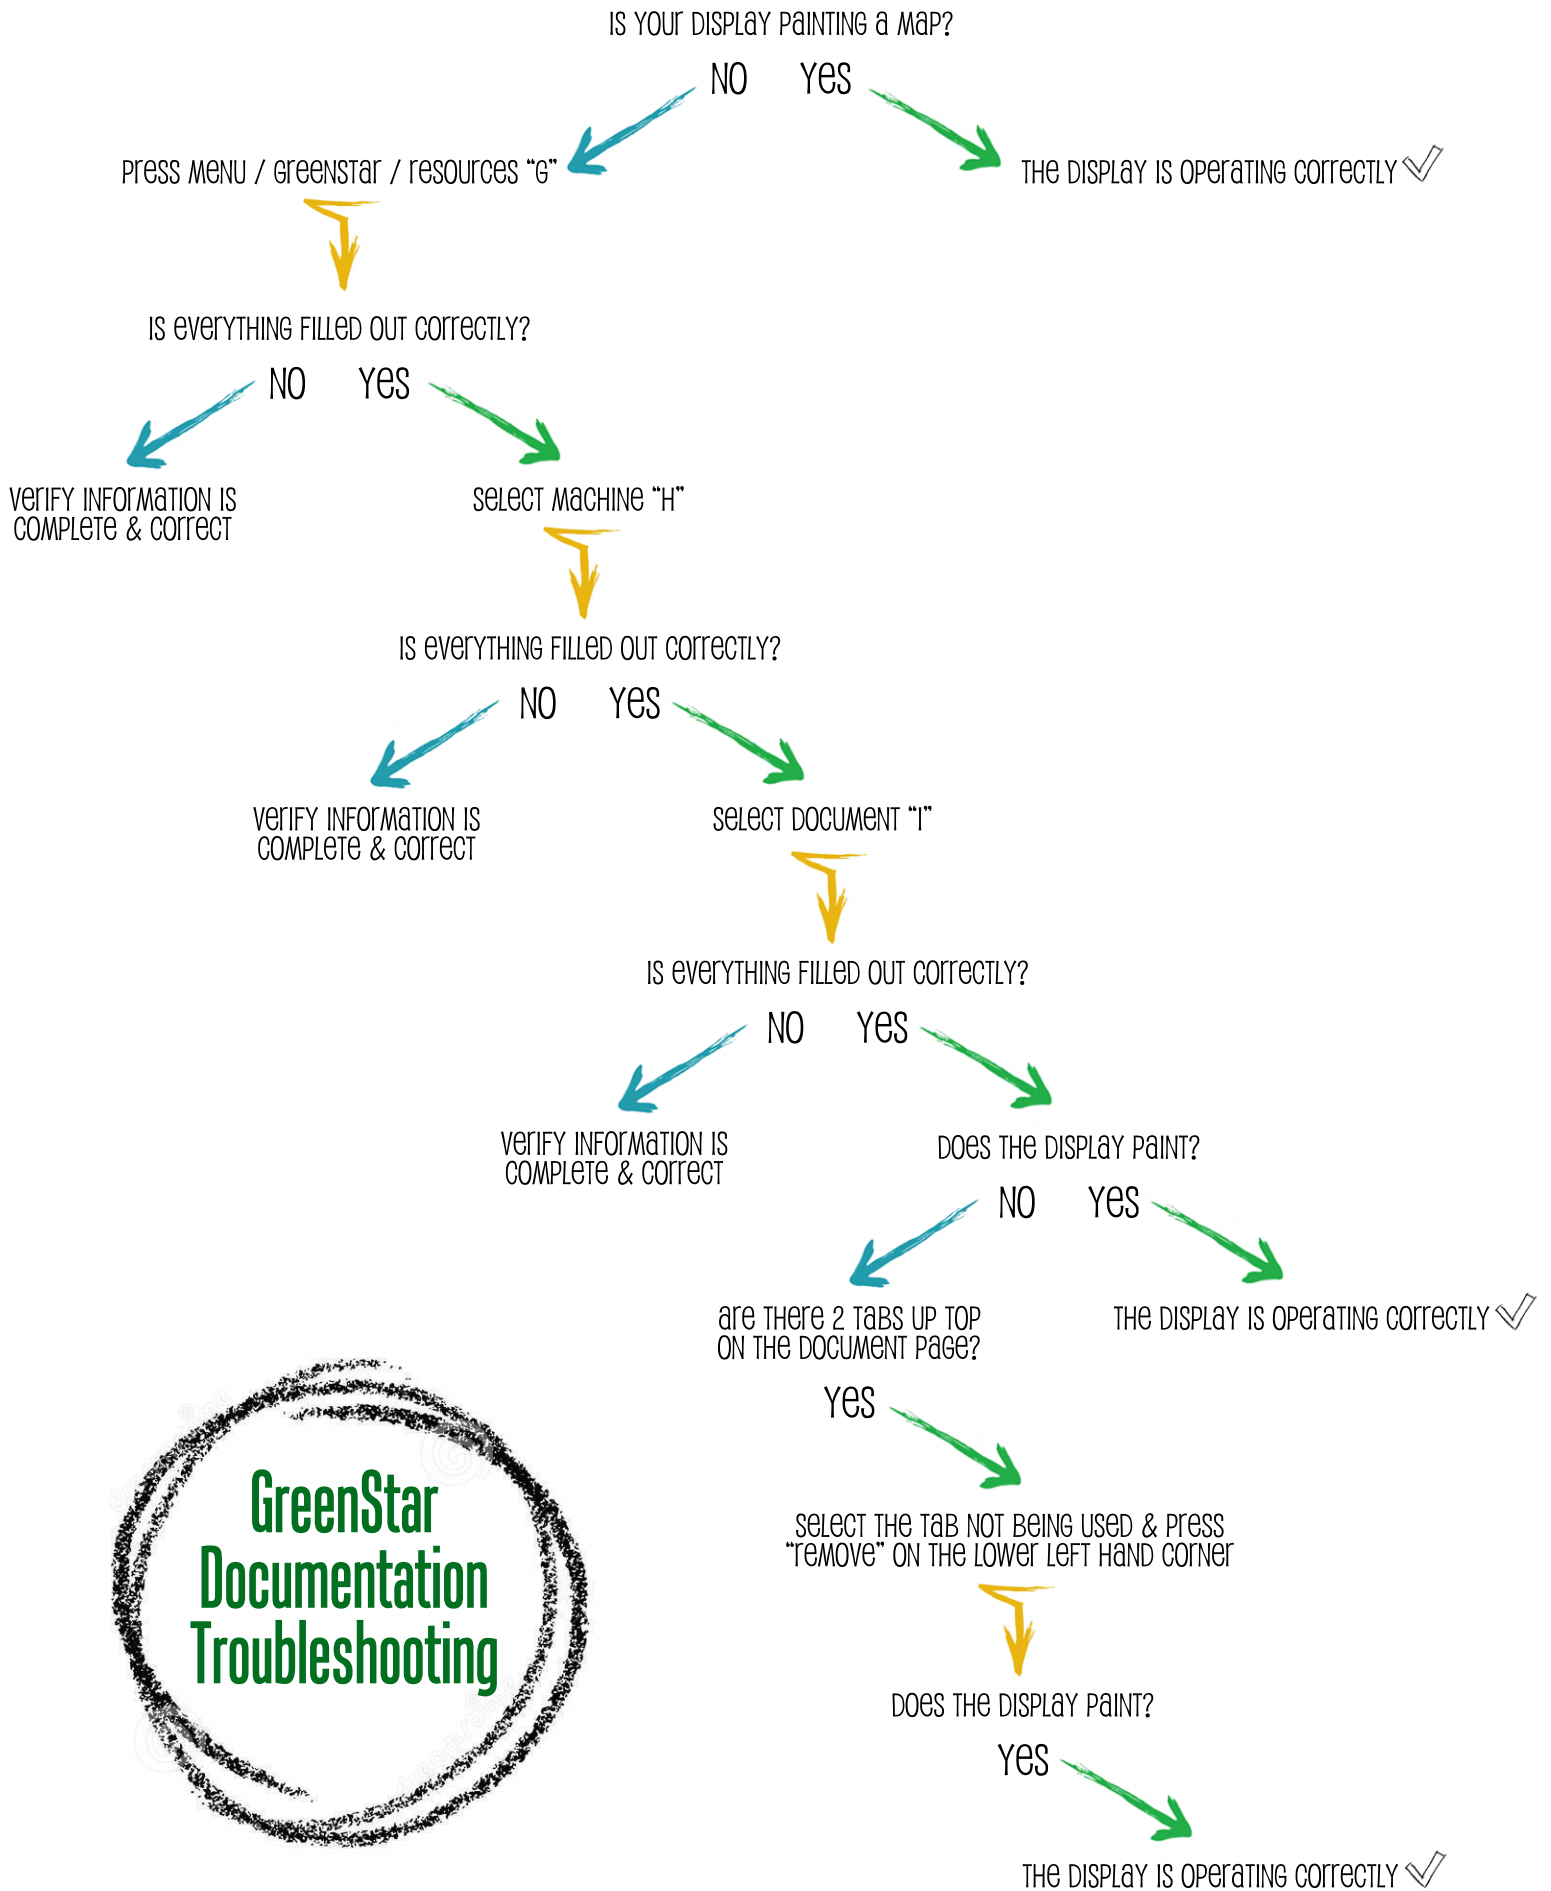 IS YOUR DISPLAY PAINTING A MAP?
NO YES
PRESS MENU / GREENSTAR / RESOURCES “G”
THE DISPLAY IS OPERATING CORRECTLY
IS EVERYTHING FILLED OUT CORRECTLY?
NO YES
VERIFY INFORMATION IS
COMPLETE & CORRECT
SELECT MACHINE “H”
IS EVERYTHING FILLED OUT CORRECTLY?
NO YES
VERIFY INFORMATION IS
COMPLETE & CORRECT
SELECT DOCUMENT “I”
IS EVERYTHING FILLED OUT CORRECTLY?
NO YES
VERIFY INFORMATION IS
COMPLETE & CORRECT
DOES THE DISPLAY PAINT?
NO YES
ARE THERE 2 TABS UP TOP
ON THE DOCUMENT PAGE?
THE DISPLAY IS OPERATING CORRECTLY
YES
SELECT THE TAB NOT BEING USED & PRESS
“REMOVE” ON THE LOWER LEFT HAND CORNER
DOES THE DISPLAY PAINT?
YES
THE DISPLAY IS OPERATING CORRECTLY
GreenStar
Documentation
Troubleshooting